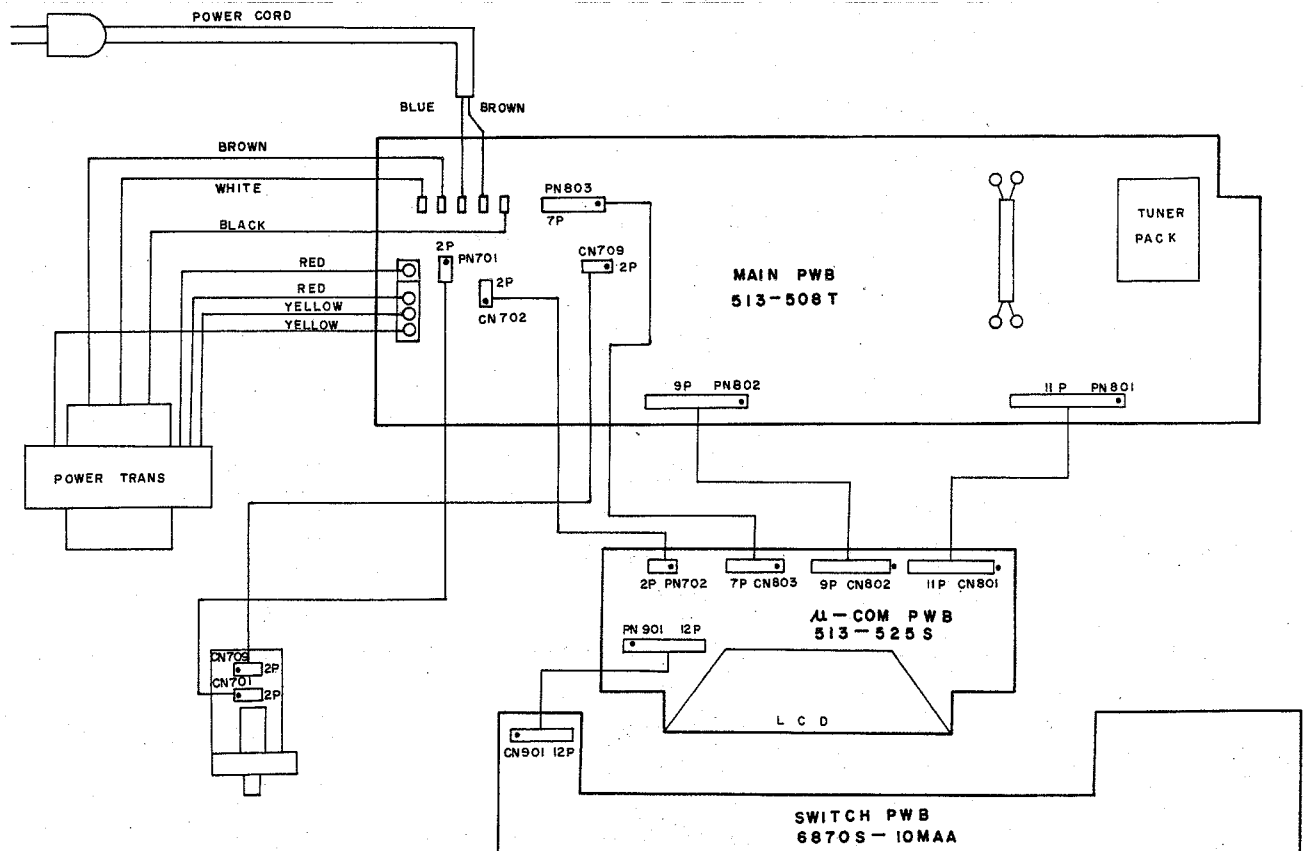 POWER CORD
BLUE BROWN
BROWN
WHITE
BLACK
RED
RED
YELLOW
YELLOW
PN803
7P
2P
PN701
2P
CN702
CN709
2P
MAIN PWB
513-508T
TUNER
PACK
9P PN802
11P PN801
POWER TRANS
2P PN702
7P CN803
9P CN802
11P CN801
μ-COM PWB
513-525S
PN901 12P
LCD
CN709
2P
CN701
2P
CN901 12P
SWITCH PWB
6870S-10MAA